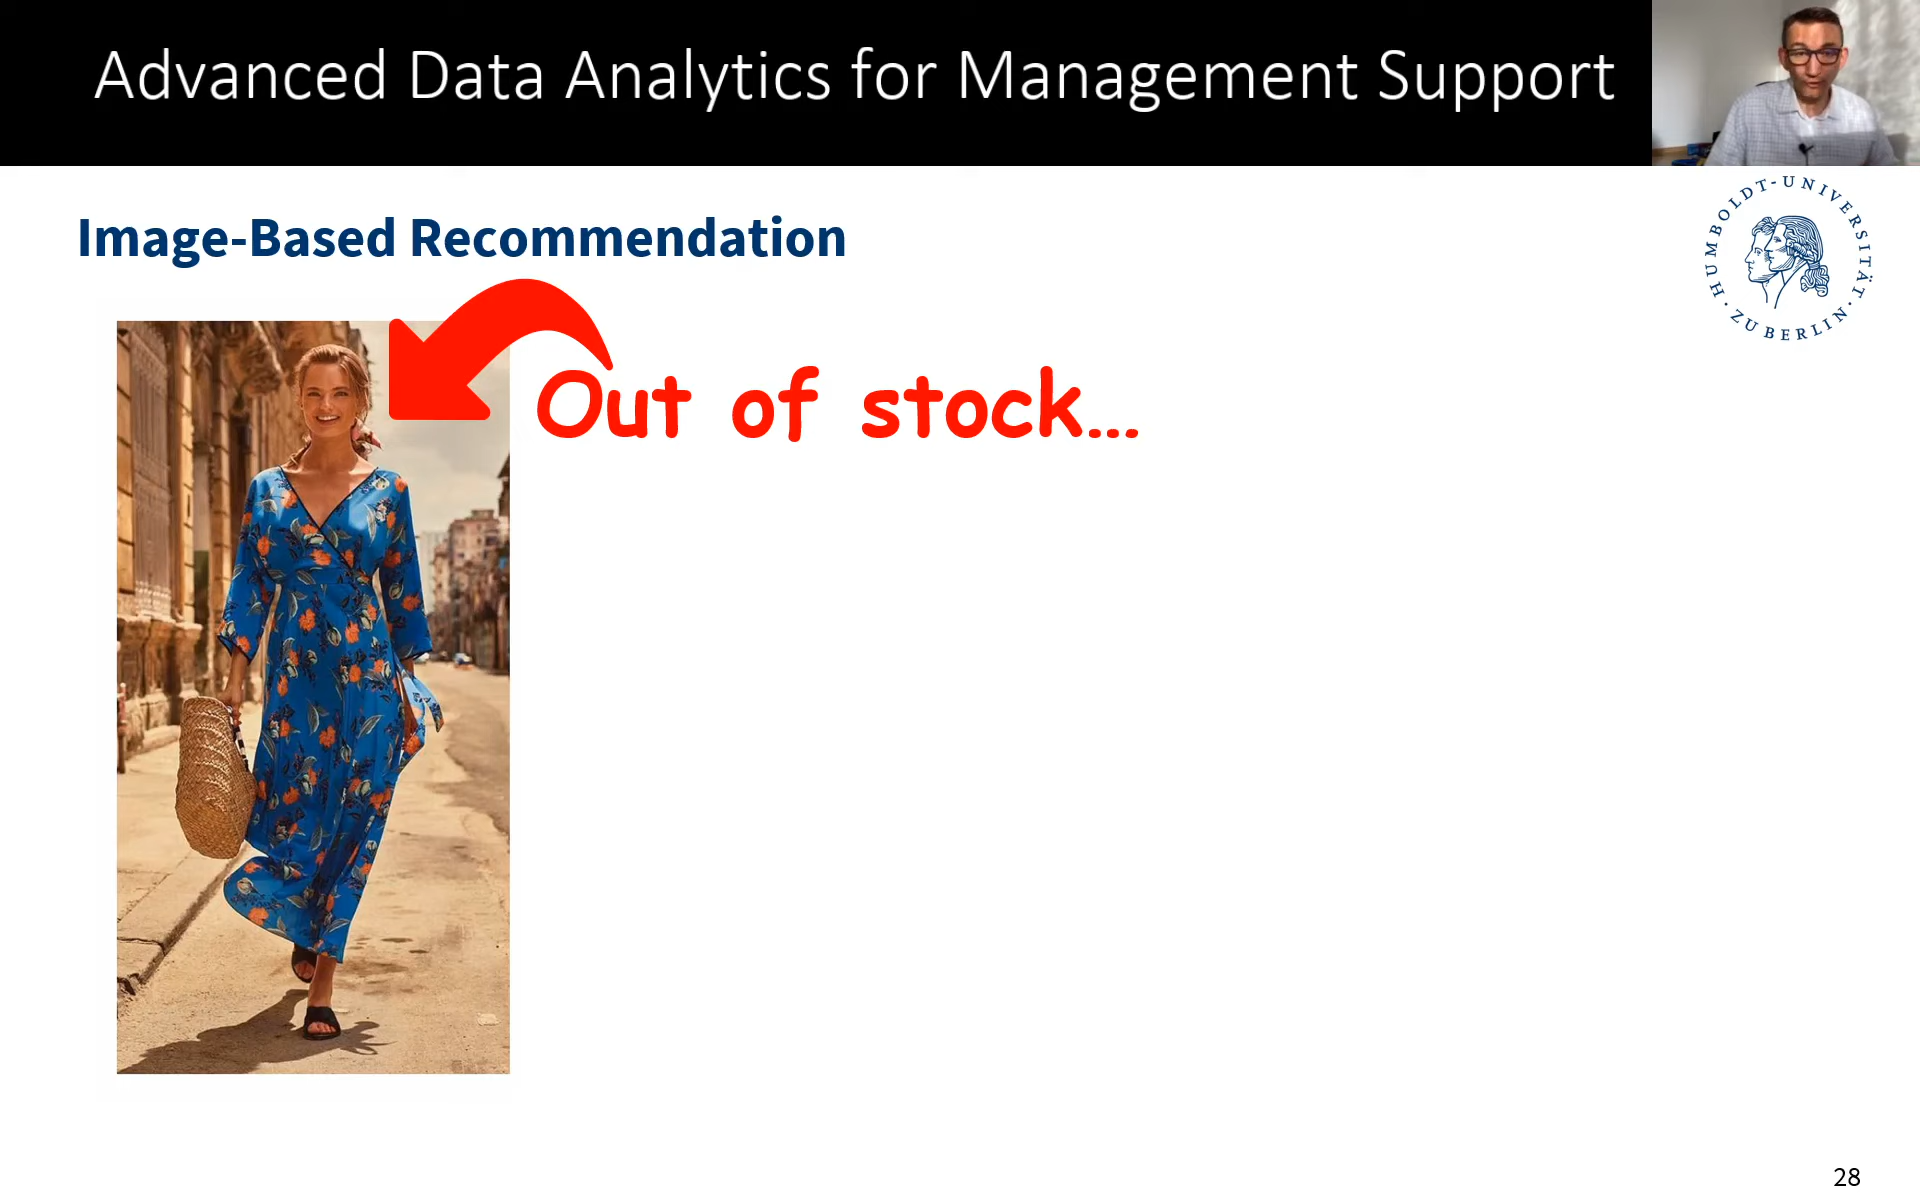 Advanced Data Analytics for Management Support
Image-Based Recommendation
HUMBOLDT-UNIVERSITÄT · ZU BERLIN ·
Out of stock...
28